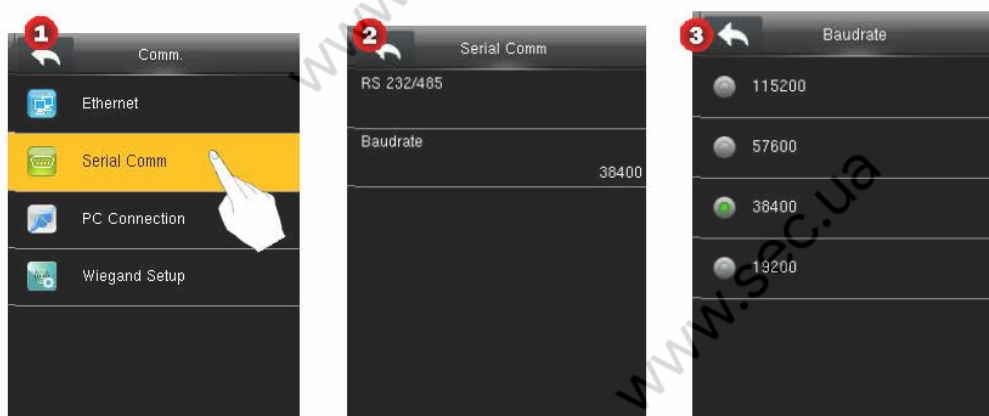 1
Comm.
Ethernet
Serial Comm
PC Connection
Wiegand Setup
2
Serial Comm
RS 232/485
Baudrate
38400
3
Baudrate
115200
57600
38400
19200
www.sec.ua
www